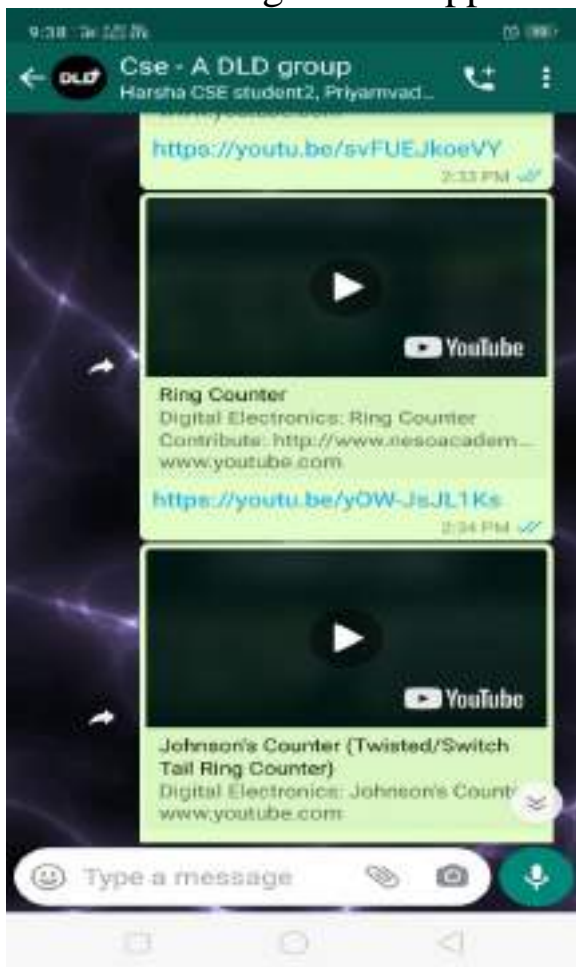 9:38
Cse - A DLD group
DLD
Harsha CSE student2, Priyamvad...
https://youtu.be/svFUEJkoeVY
2:33 PM
YouTube
Ring Counter
Digital Electronics: Ring Counter
Contribute: http://www.nesoacadem...
www.youtube.com
https://youtu.be/yOW-JsJL1Ks
2:34 PM
YouTube
Johnson's Counter (Twisted/Switch
Tail Ring Counter)
Digital Electronics: Johnson's Count
www.youtube.com
Type a message